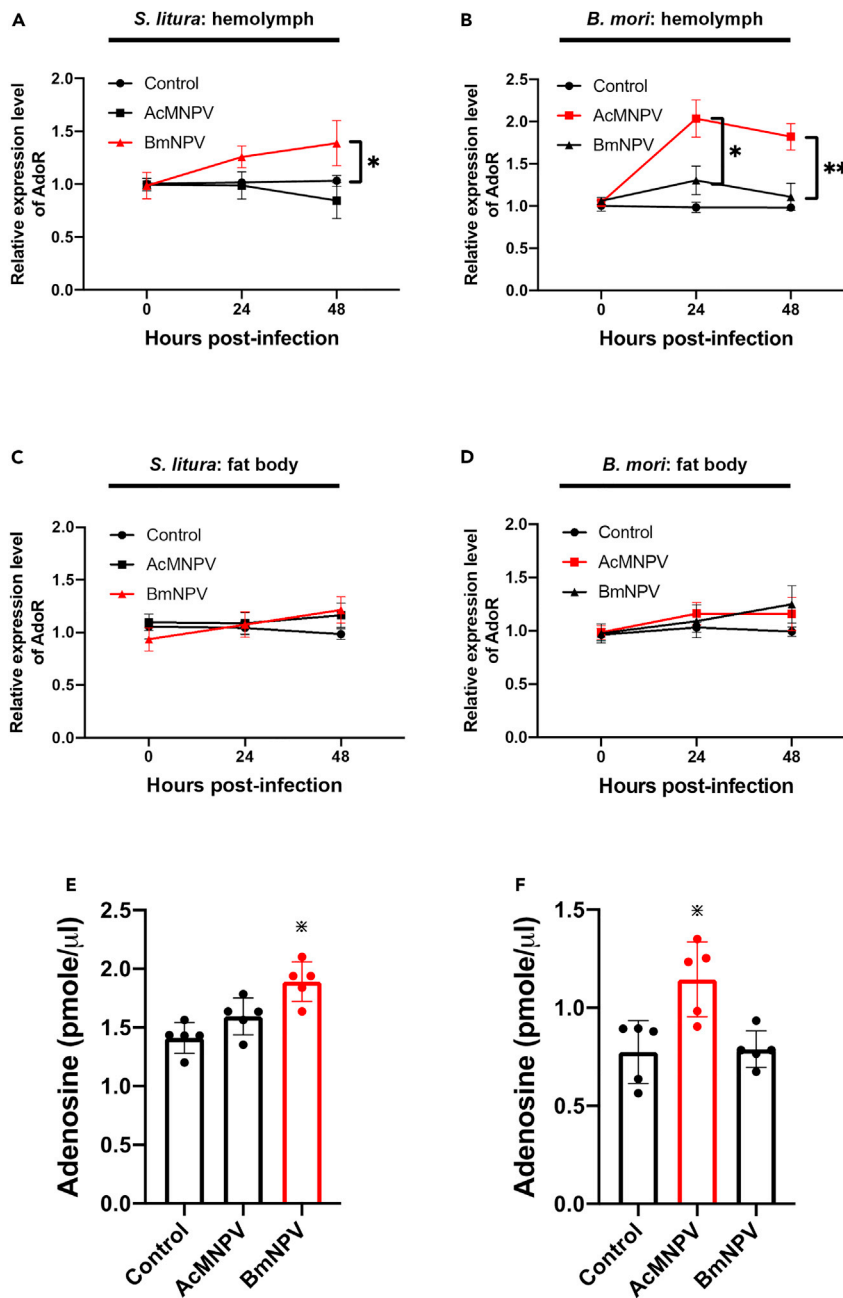 A
S. litura: hemolymph
Relative expression level
of AdoR
2.0
1.5
1.0
0.5
0.0
Control
AcMNPV
BmNPV
*
0 24 48
Hours post-infection
B
B. mori: hemolymph
Relative expression level
of AdoR
2.5
2.0
1.5
1.0
0.5
0.0
Control
AcMNPV
BmNPV
*
**
0 24 48
Hours post-infection
C
S. litura: fat body
Relative expression level
of AdoR
2.0
1.5
1.0
0.5
0.0
Control
AcMNPV
BmNPV
0 24 48
Hours post-infection
D
B. mori: fat body
Relative expression level
of AdoR
2.0
1.5
1.0
0.5
0.0
Control
AcMNPV
BmNPV
0 24 48
Hours post-infection
E
Adenosine (pmole/μl)
2.5
2.0
1.5
1.0
0.5
0.0
※
Control
AcMNPV
BmNPV
F
Adenosine (pmole/μl)
1.5
1.0
0.5
0.0
※
Control
AcMNPV
BmNPV